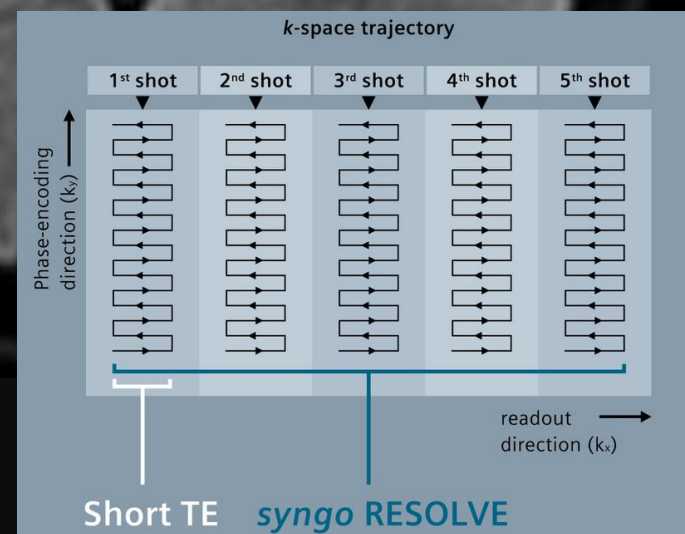 k-space trajectory
1st shot 2nd shot 3rd shot 4th shot 5th shot
Phase-encoding
direction (ky)
readout
direction (kx)
Short TE syngo RESOLVE